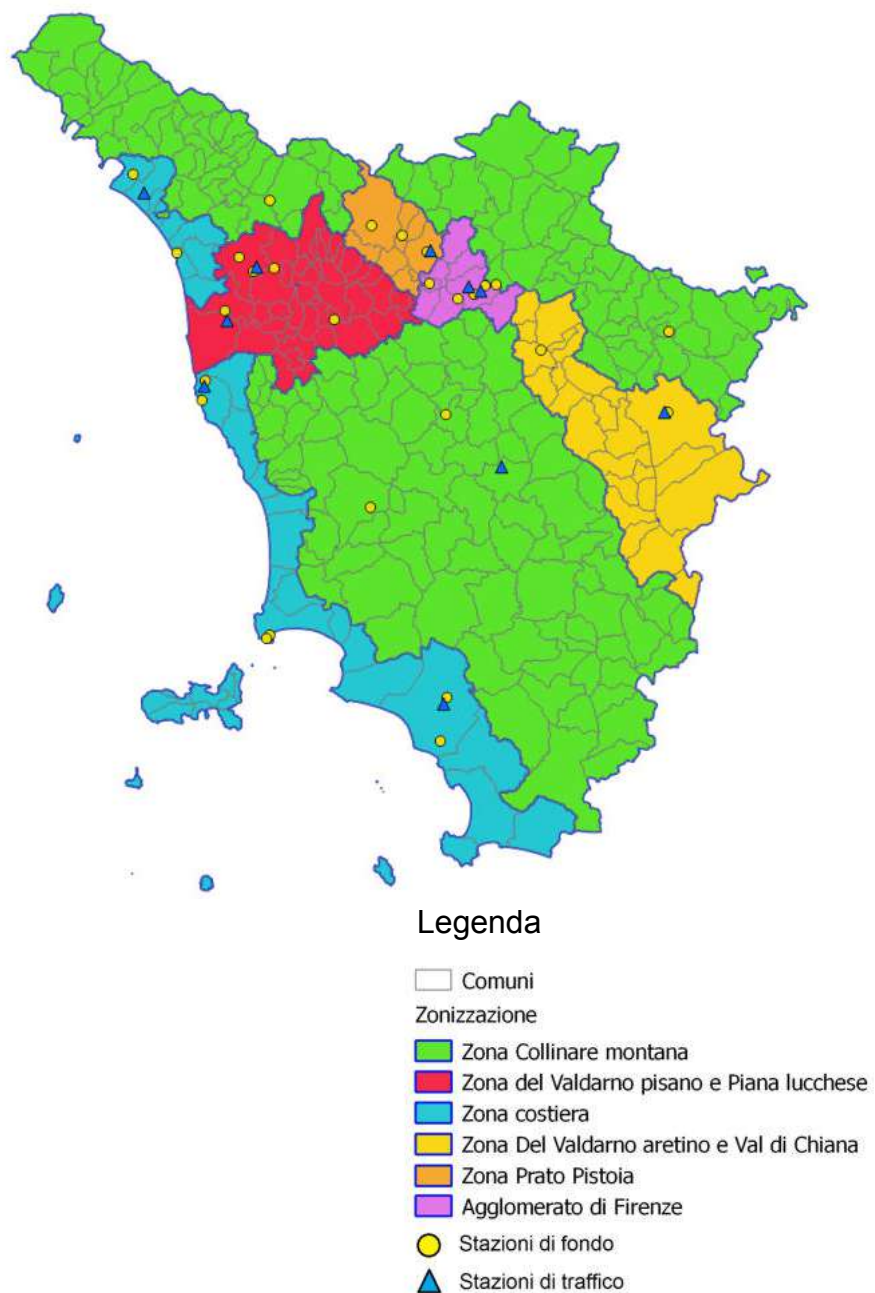 Legenda
Comuni
Zonizzazione
Zona Collinare montana
Zona del Valdarno pisano e Piana lucchese
Zona costiera
Zona Del Valdarno aretino e Val di Chiana
Zona Prato Pistoia
Agglomerato di Firenze
Stazioni di fondo
Stazioni di traffico